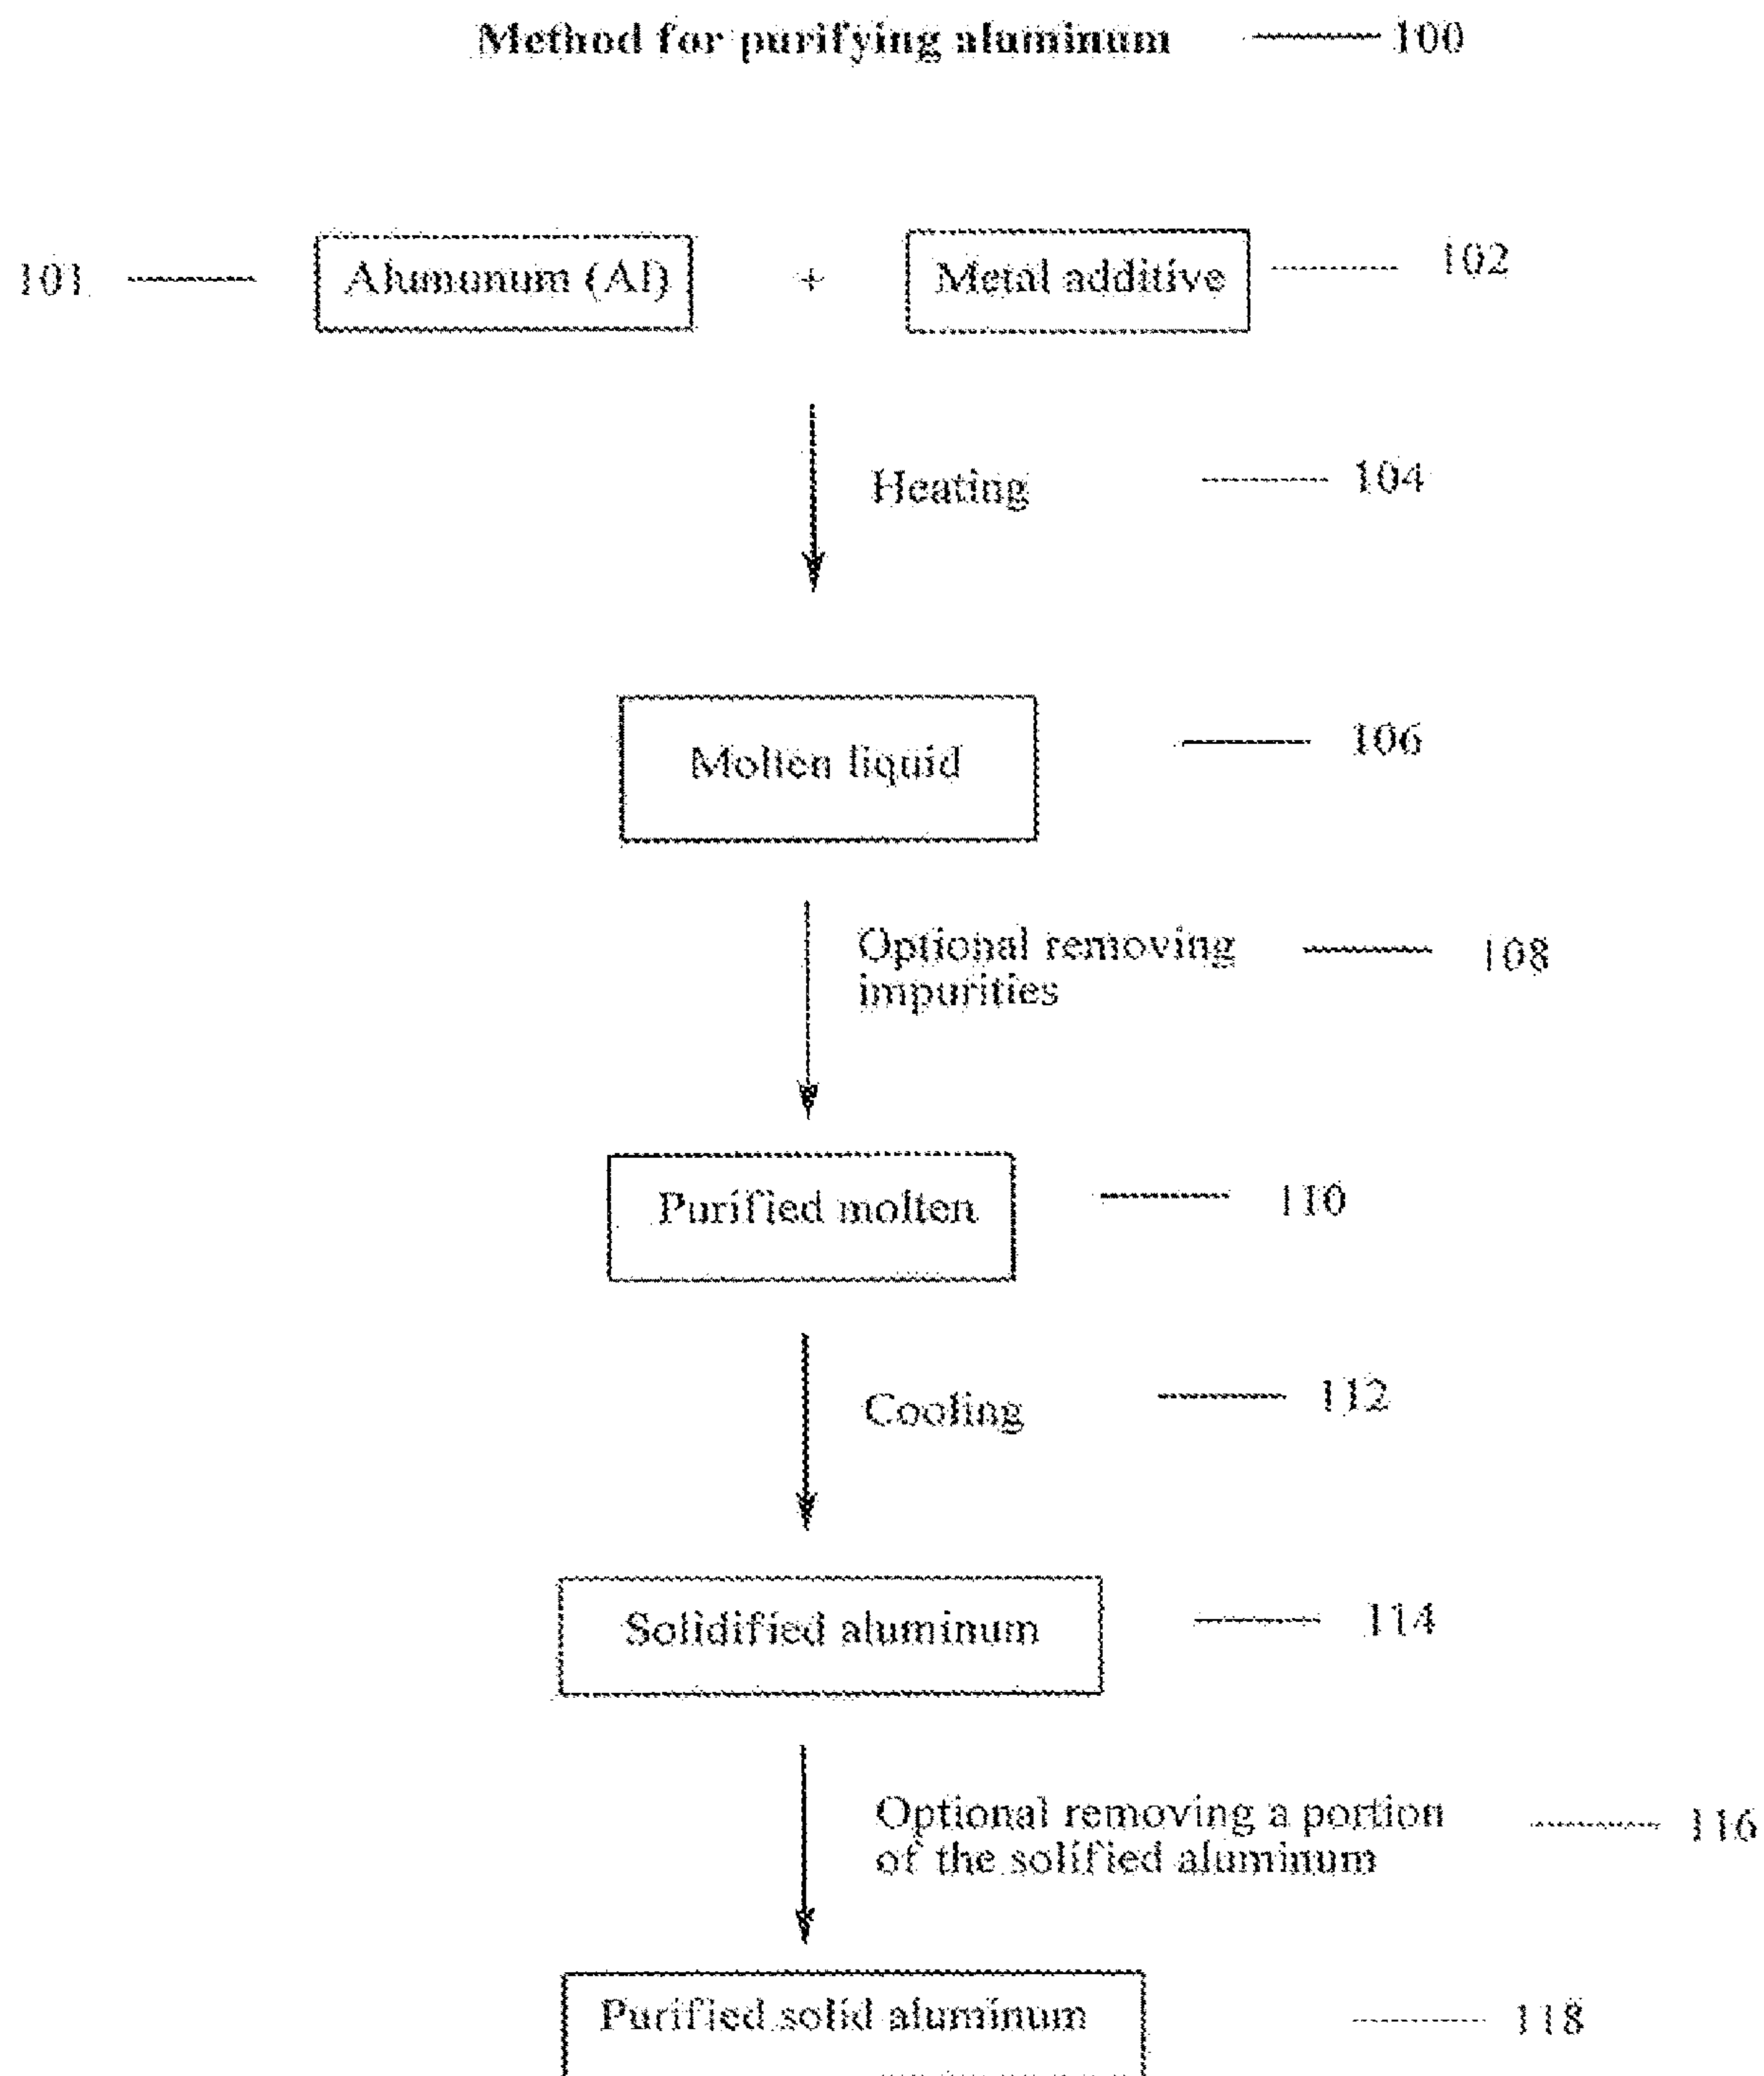 Method for purifying aluminum 100
101 Alumunum (Al) + Metal additive 102
Heating 104
Molten liquid 106
Optional removing 108
impurities
Purified molten 110
Cooling 112
Solidified aluminum 114
Optional removing a portion 116
of the solified aluminum
Purified solid aluminum 118